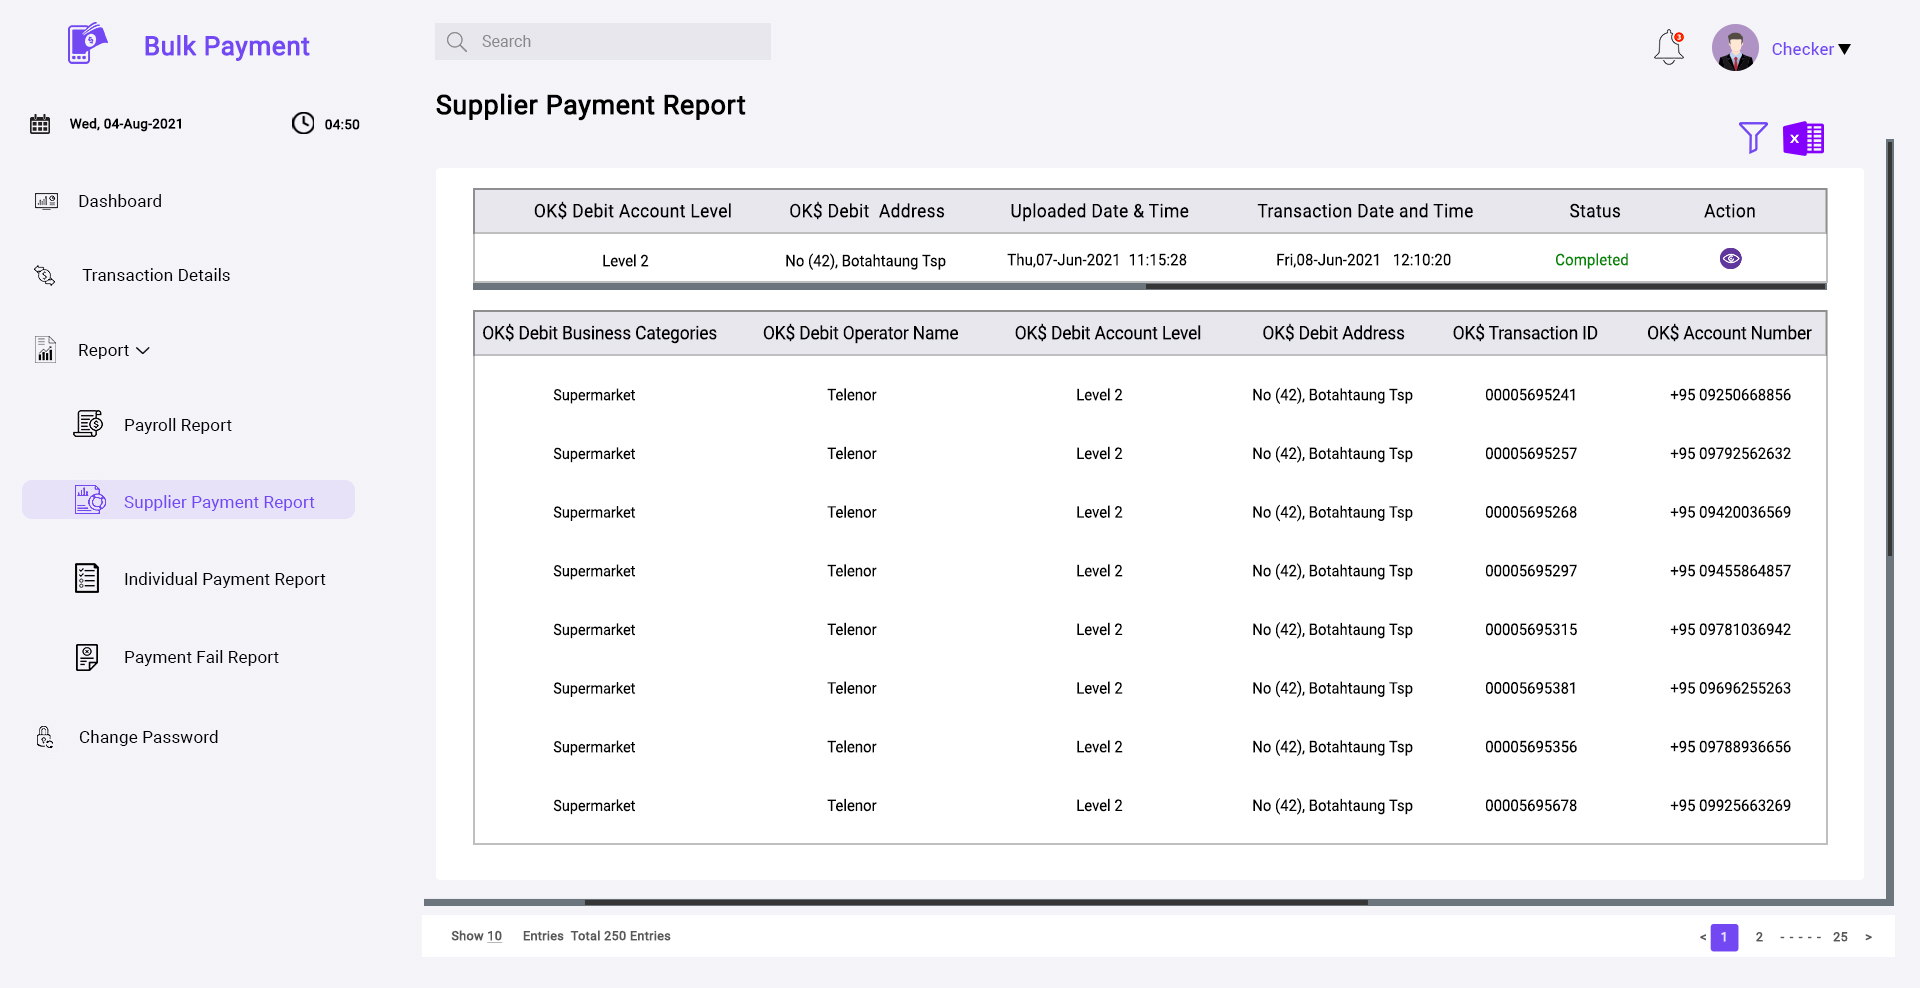 Bulk Payment
Search
3
Checker
Supplier Payment Report
Wed, 04-Aug-2021
04:50
Dashboard
Transaction Details
Report
Payroll Report
Supplier Payment Report
Individual Payment Report
Payment Fail Report
Change Password
OK$ Debit Account Level OK$ Debit Address Uploaded Date & Time Transaction Date and Time Status Action
Level 2 No (42), Botahtaung Tsp Thu,07-Jun-2021 11:15:28 Fri,08-Jun-2021 12:10:20 Completed
OK$ Debit Business Categories OK$ Debit Operator Name OK$ Debit Account Level OK$ Debit Address OK$ Transaction ID OK$ Account Number
Supermarket Telenor Level 2 No (42), Botahtaung Tsp 00005695241 +95 09250668856
Supermarket Telenor Level 2 No (42), Botahtaung Tsp 00005695257 +95 09792562632
Supermarket Telenor Level 2 No (42), Botahtaung Tsp 00005695268 +95 09420036569
Supermarket Telenor Level 2 No (42), Botahtaung Tsp 00005695297 +95 09455864857
Supermarket Telenor Level 2 No (42), Botahtaung Tsp 00005695315 +95 09781036942
Supermarket Telenor Level 2 No (42), Botahtaung Tsp 00005695381 +95 09696255263
Supermarket Telenor Level 2 No (42), Botahtaung Tsp 00005695356 +95 09788936656
Supermarket Telenor Level 2 No (42), Botahtaung Tsp 00005695678 +95 09925663269
Show 10 Entries Total 250 Entries
< 1 2 - - - - - 25 >